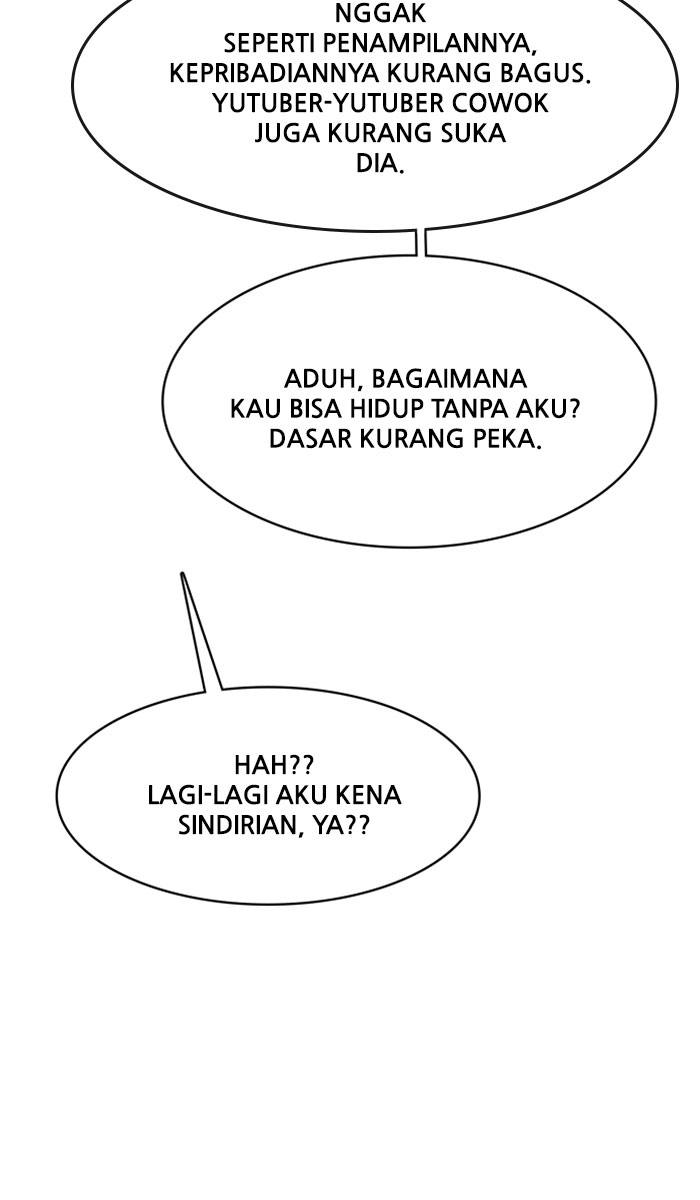 NGGAK
SEPERTI PENAMPILANNYA,
KEPRIBADIANNYA KURANG BAGUS.
YUTUBER-YUTUBER COWOK
JUGA KURANG SUKA
DIA.
ADUH, BAGAIMANA
KAU BISA HIDUP TANPA AKU?
DASAR KURANG PEKA.
HAH??
LAGI-LAGI AKU KENA
SINDIRIAN, YA??